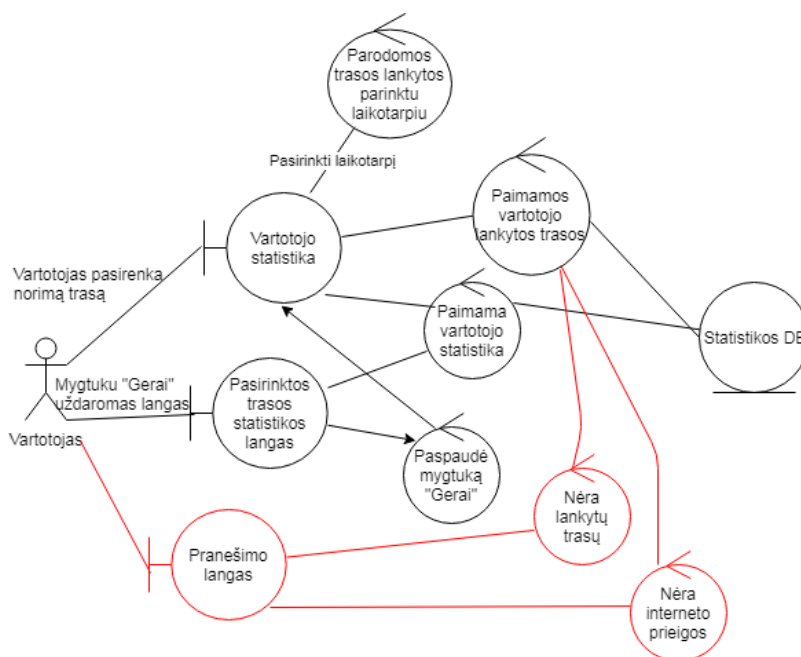 Parodomos
trasos lankytos
parinktu
laikotarpiu
Pasirinkti laikotarpį
Paimamos
vartotojo
lankytos trasos
Vartotojo
statistika
Vartotojas pasirenka
norimą trasą
Paimama
vartotojo
statistika
Statistikos DB
Mygtuku "Gerai"
uždaromas langas
Pasirinktos
trasos
statistikos
langas
Vartotojas
Paspaudė
mygtuką
"Gerai"
Nėra
lankytų
trasų
Pranešimo
langas
Nėra
interneto
prieigos